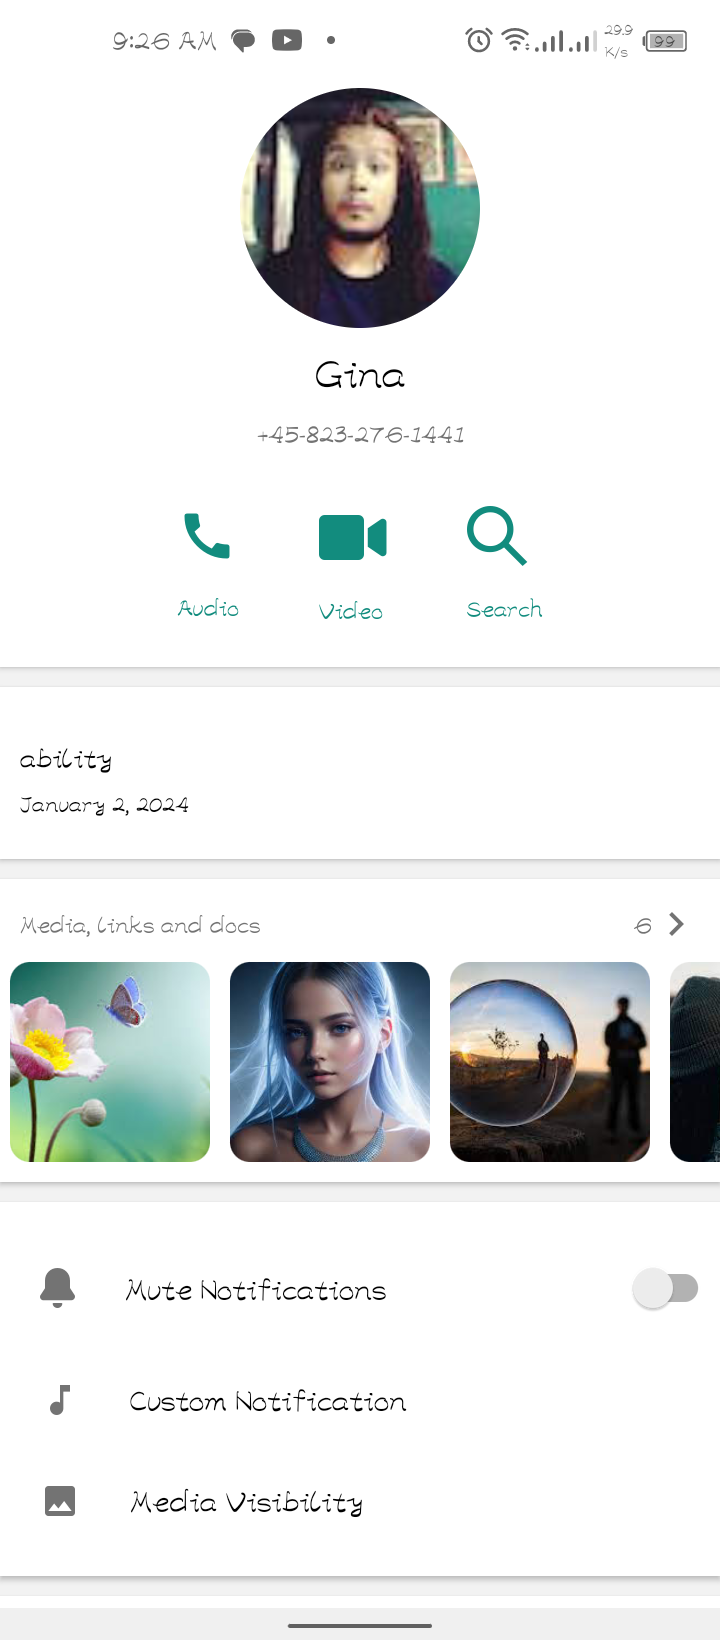 9:26 AM
29.9
K/s
99
Gina
+45-823-276-1441
Audio
Video
Search
ability
January 2, 2024
Media, links and docs
6
Mute Notifications
Custom Notification
Media Visibility